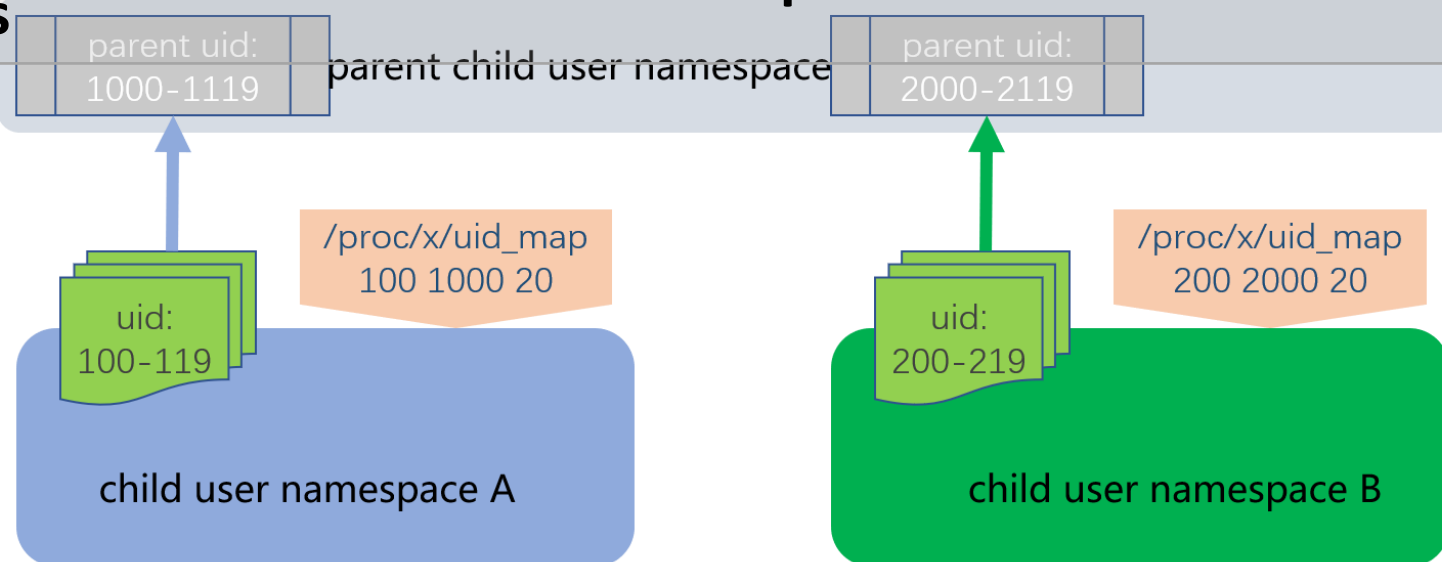 s
parent uid:
1000-1119
parent child user namespace
parent uid:
2000-2119
/proc/x/uid_map
100 1000 20
/proc/x/uid_map
200 2000 20
uid:
100-119
uid:
200-219
child user namespace A
child user namespace B